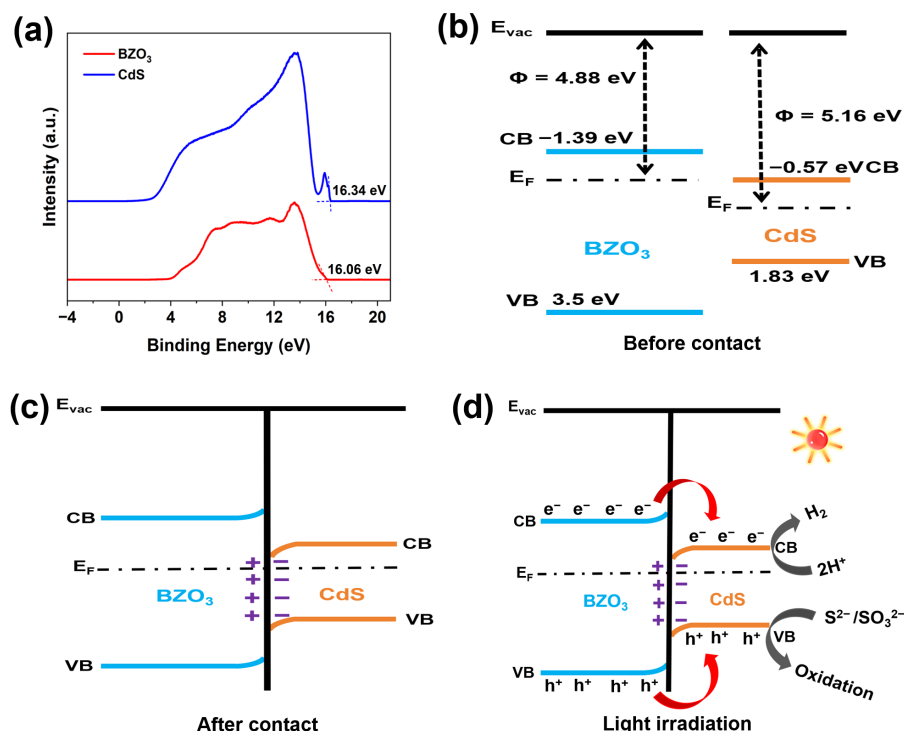 (a)
BZO₃
CdS
Intensity (a.u.)
16.34 eV
16.06 eV
−4 0 4 8 12 16 20
Binding Energy (eV)
(b)
Evac
Φ = 4.88 eV
Φ = 5.16 eV
CB −1.39 eV
−0.57 eV CB
EF
EF
BZO₃
CdS
VB
1.83 eV
VB 3.5 eV
Before contact
(c)
Evac
CB
CB
EF
+ −
+ −
+ −
+ −
BZO₃
CdS
VB
VB
After contact
(d)
Evac
e⁻ e⁻ e⁻ e⁻
CB
e⁻ e⁻ e⁻
CB
H₂
2H⁺
EF
+ −
+ −
+ −
+ −
BZO₃
CdS
S²⁻/SO₃²⁻
h⁺ h⁺ h⁺
VB
Oxidation
VB
h⁺ h⁺ h⁺ h⁺
Light irradiation